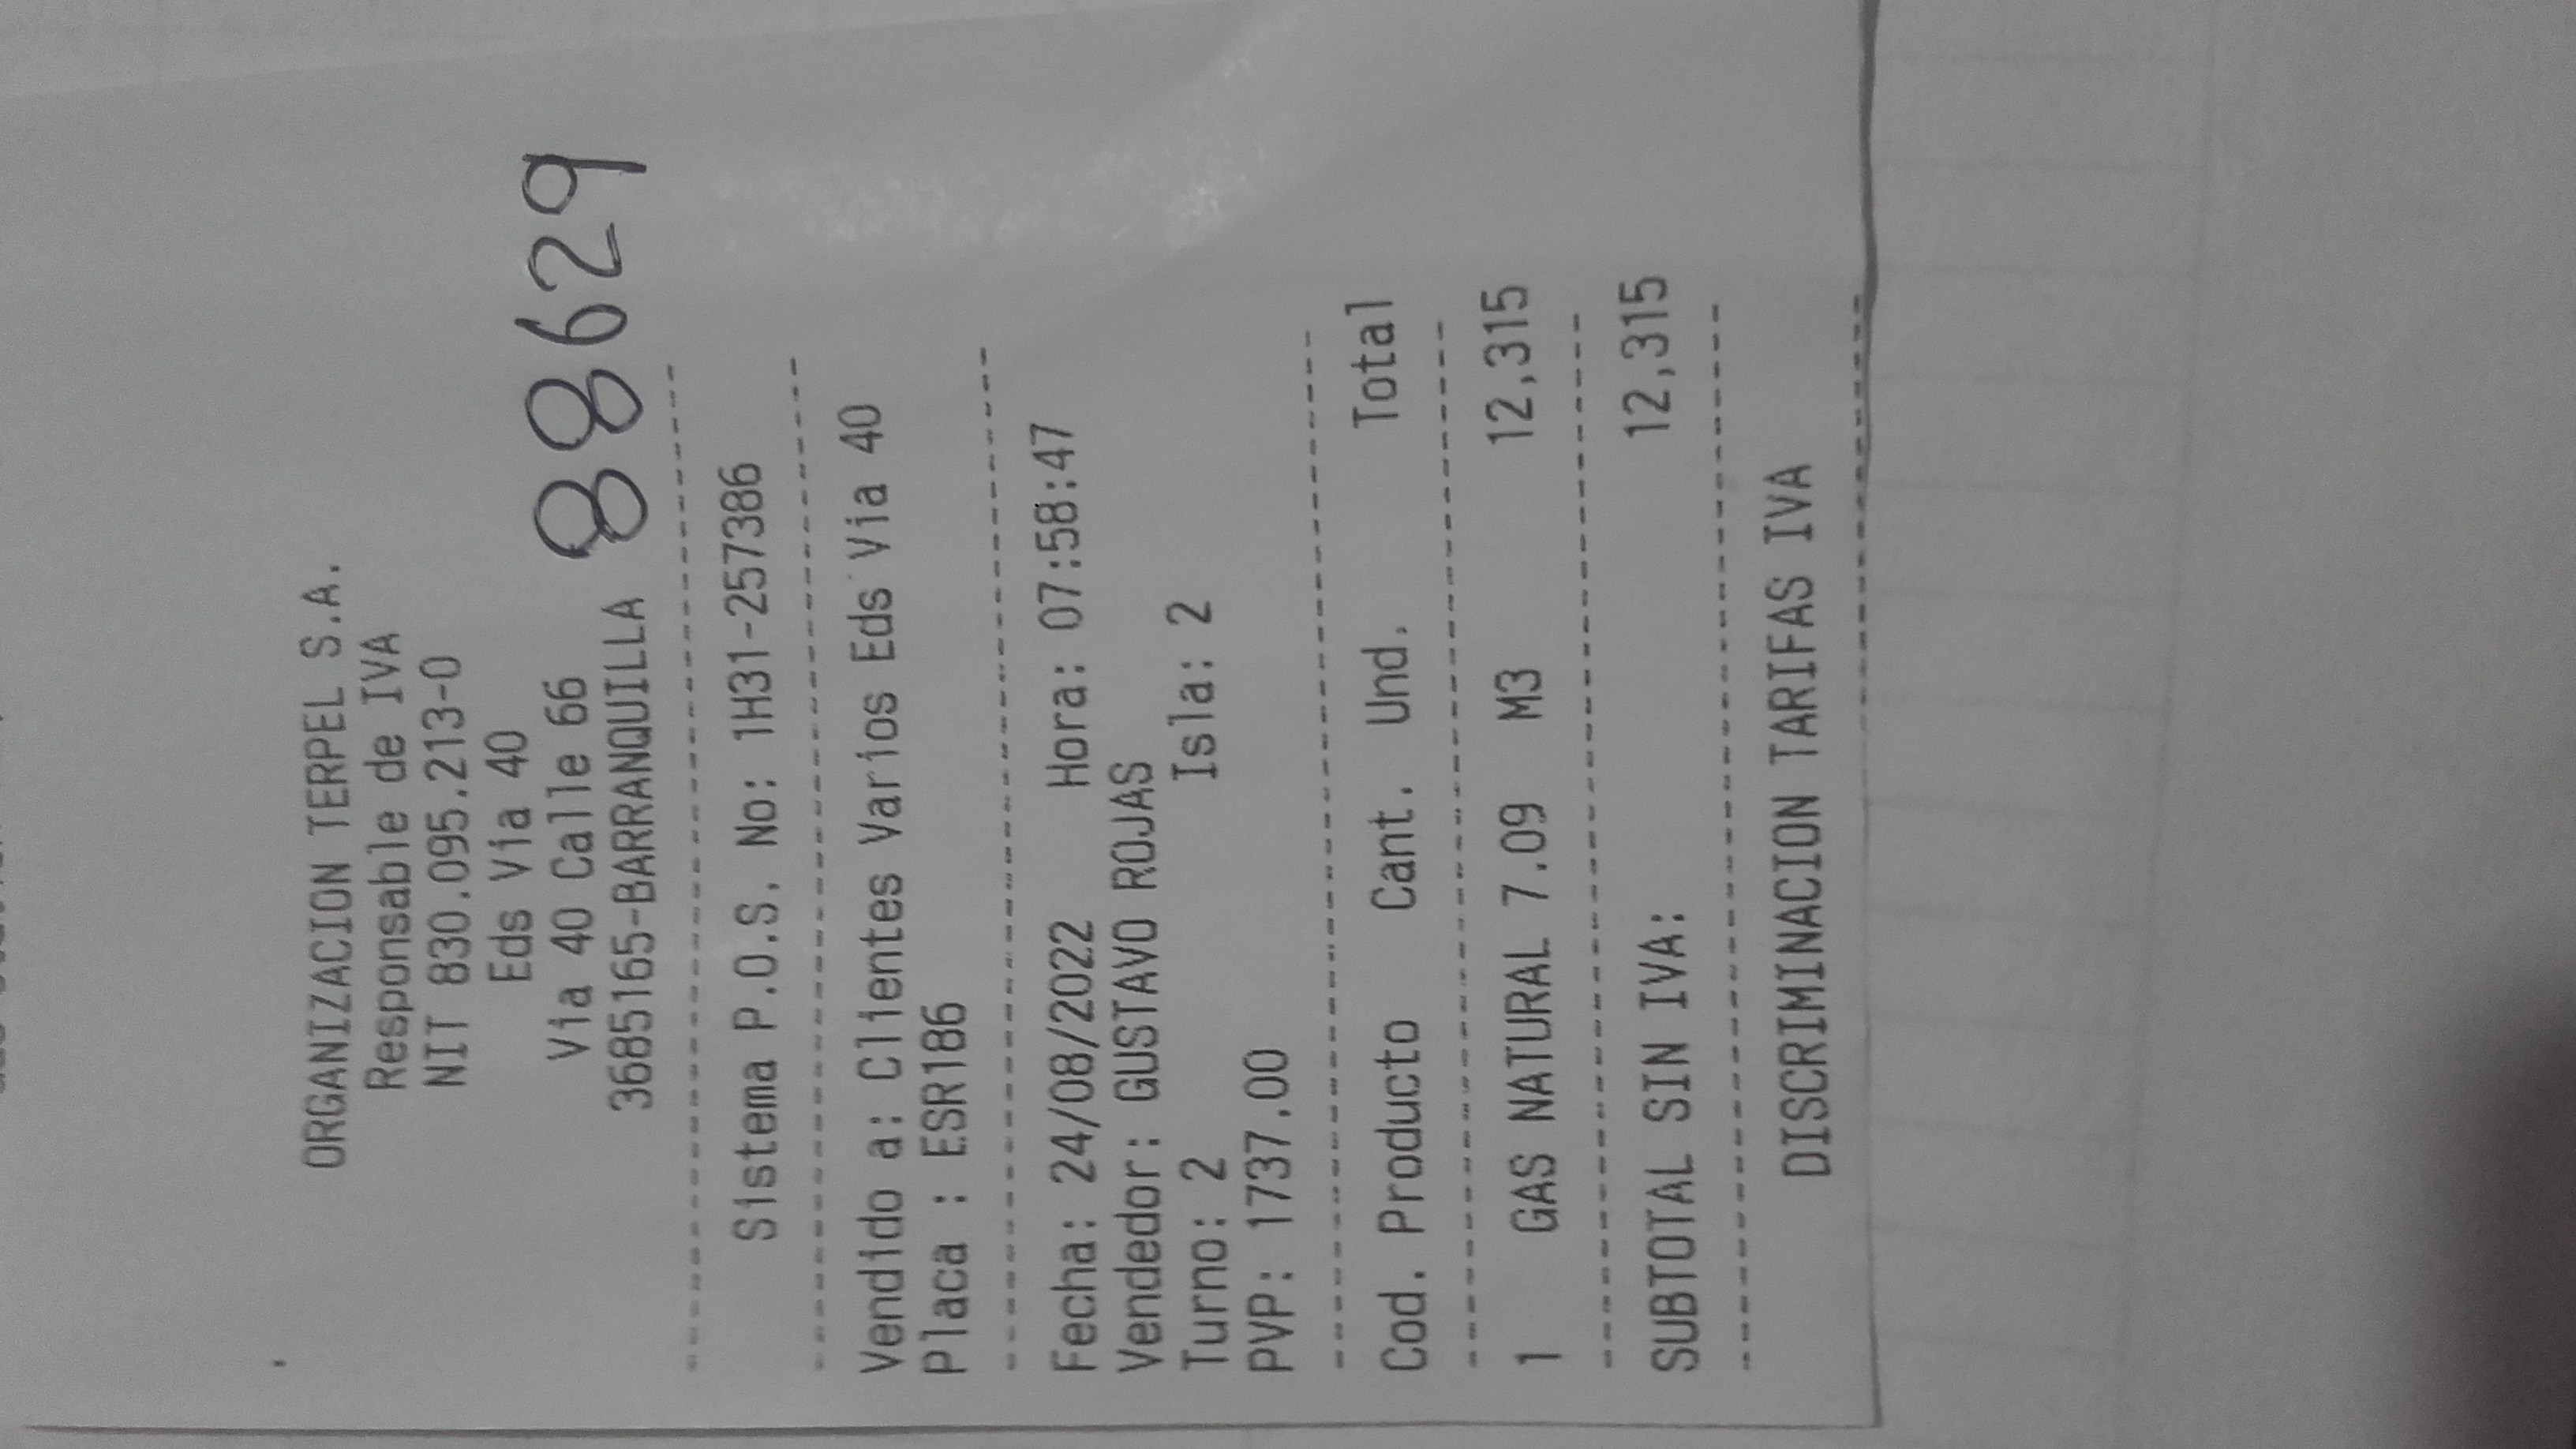 ORGANIZACION TERPEL S.A.
Responsable de IVA
NIT 830.095.213-0
Eds Via 40
Via 40 Calle 66
3685165-BARRANQUILLA 88629
--------------------------------
Sistema P.O.S. No: 1H31-257386
--------------------------------
Vendido a: Clientes Varios Eds Via 40
Placa : ESR186
--------------------------------
Fecha: 24/08/2022 Hora: 07:58:47
Vendedor: GUSTAVO ROJAS
Turno: 2 Isla: 2
PVP: 1737.00
--------------------------------
Cod. Producto Cant. Und. Total
--------------------------------
1 GAS NATURAL 7.09 M3 12,315
--------------------------------
SUBTOTAL SIN IVA: 12,315
--------------------------------
DISCRIMINACION TARIFAS IVA